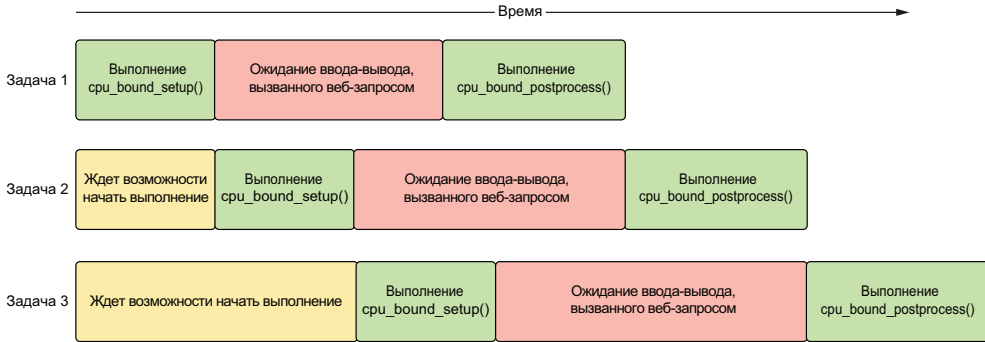 Время
Задача 1
Выполнение
cpu_bound_setup()
Ожидание ввода-вывода,
вызванного веб-запросом
Выполнение
cpu_bound_postprocess()
Задача 2
Ждет возможности
начать выполнение
Выполнение
cpu_bound_setup()
Ожидание ввода-вывода,
вызванного веб-запросом
Выполнение
cpu_bound_postprocess()
Задача 3
Ждет возможности начать выполнение
Выполнение
cpu_bound_setup()
Ожидание ввода-вывода,
вызванного веб-запросом
Выполнение
cpu_bound_postprocess()